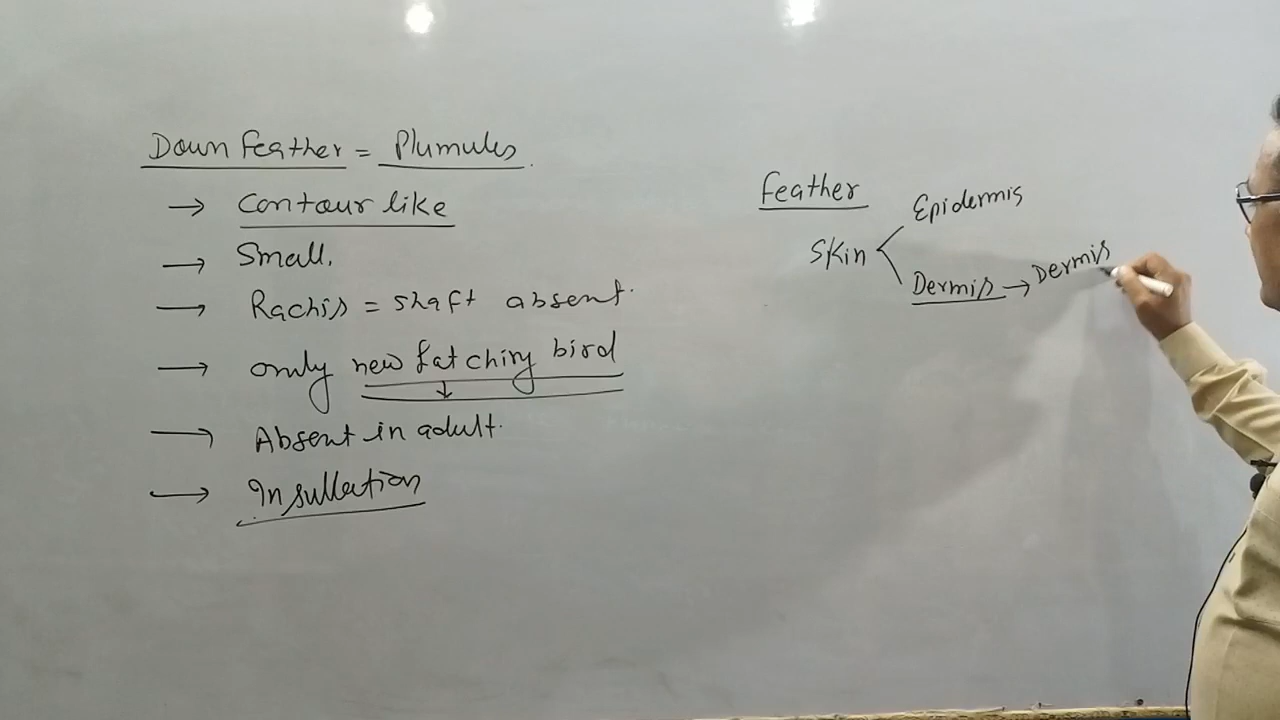 Down Feather = Plumules.
→ Contour like
→ Small.
→ Rachis = shaft absent.
→ only new fatching bird
↓
→ Absent in adult.
→ Insullation
Feather
Epidermis
Skin
Dermis → Dermis